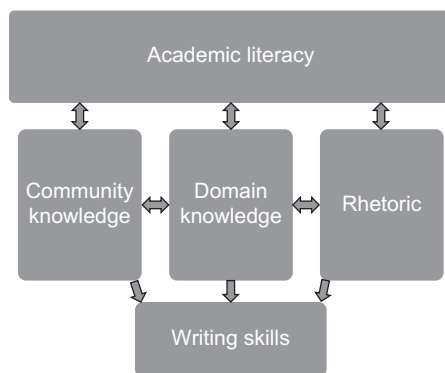 Academic literacy
Community
knowledge
Domain
knowledge
Rhetoric
Writing skills